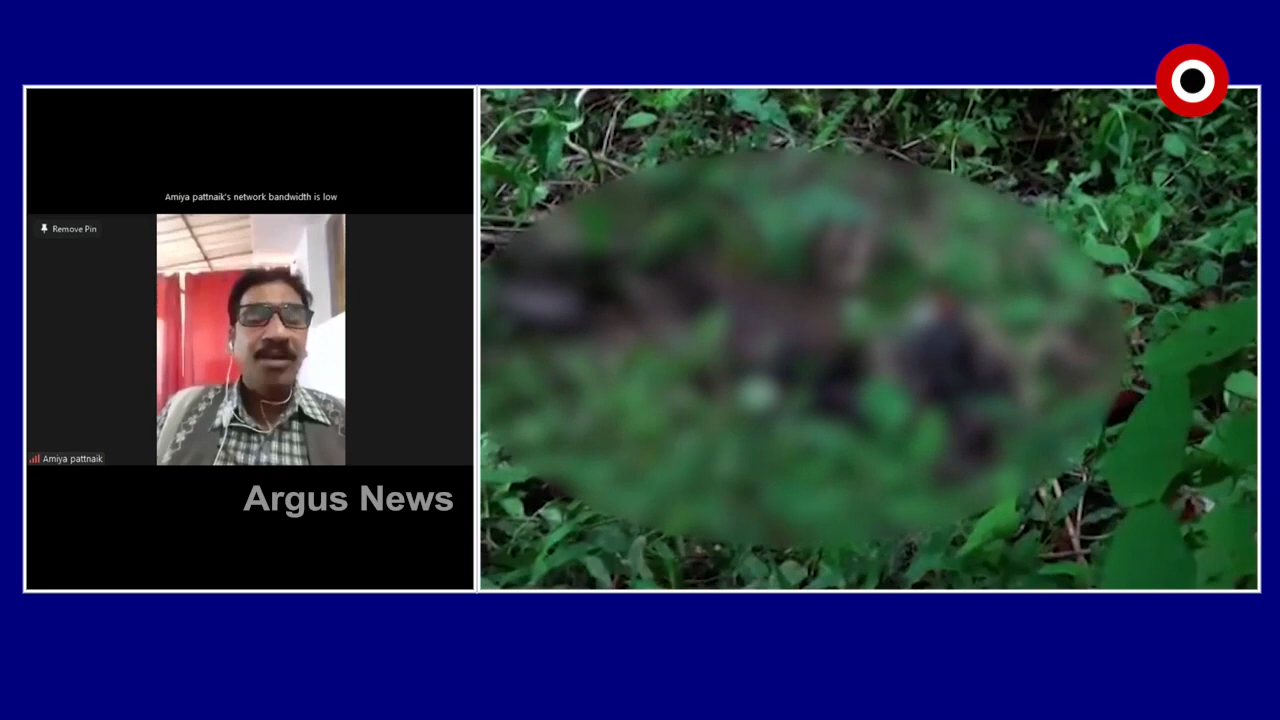 Amiya pattnaik's network bandwidth is low
Remove Pin
Amiya pattnaik
Argus News